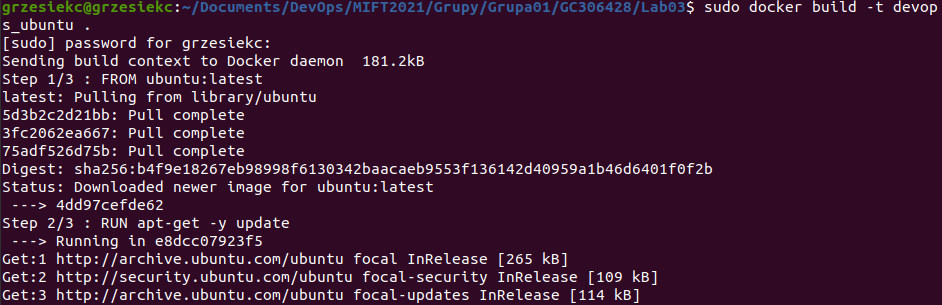 grzesiekc@grzesiekc:~/Documents/DevOps/MIFT2021/Grupy/Grupa01/GC306428/Lab03$ sudo docker build -t devop
s_ubuntu .
[sudo] password for grzesiekc:
Sending build context to Docker daemon  181.2kB
Step 1/3 : FROM ubuntu:latest
latest: Pulling from library/ubuntu
5d3b2c2d21bb: Pull complete
3fc2062ea667: Pull complete
75adf526d75b: Pull complete
Digest: sha256:b4f9e18267eb98998f6130342baacaeb9553f136142d40959a1b46d6401f0f2b
Status: Downloaded newer image for ubuntu:latest
 ---> 4dd97cefde62
Step 2/3 : RUN apt-get -y update
 ---> Running in e8dcc07923f5
Get:1 http://archive.ubuntu.com/ubuntu focal InRelease [265 kB]
Get:2 http://security.ubuntu.com/ubuntu focal-security InRelease [109 kB]
Get:3 http://archive.ubuntu.com/ubuntu focal-updates InRelease [114 kB]